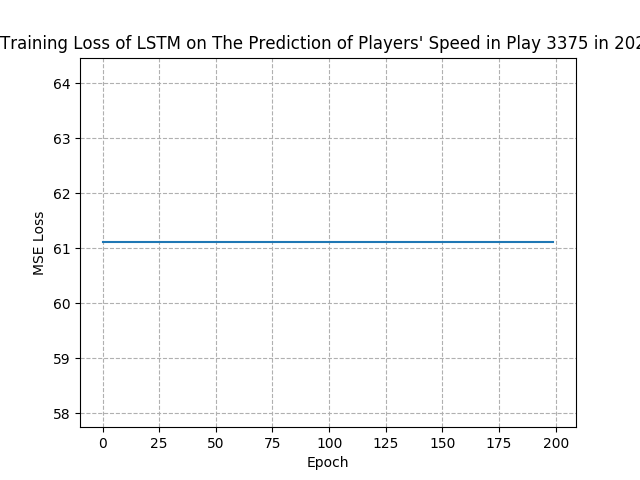 Training Loss of LSTM on The Prediction of Players' Speed in Play 3375 in 202
64
63
62
61
60
59
58
MSE Loss
0 25 50 75 100 125 150 175 200
Epoch